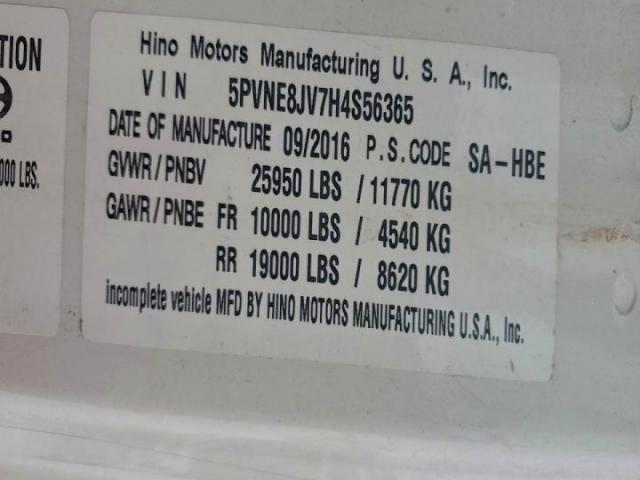 TION
O
000 LBS.
Hino Motors Manufacturing U. S. A., Inc.
VIN 5PVNE8JV7H4S56365
DATE OF MANUFACTURE 09/2016 P.S.CODE SA-HBE
GVWR/PNBV 25950 LBS / 11770 KG
GAWR/PNBE FR 10000 LBS / 4540 KG
RR 19000 LBS / 8620 KG
incomplete vehicle MFD BY HINO MOTORS MANUFACTURING U.S.A., Inc.